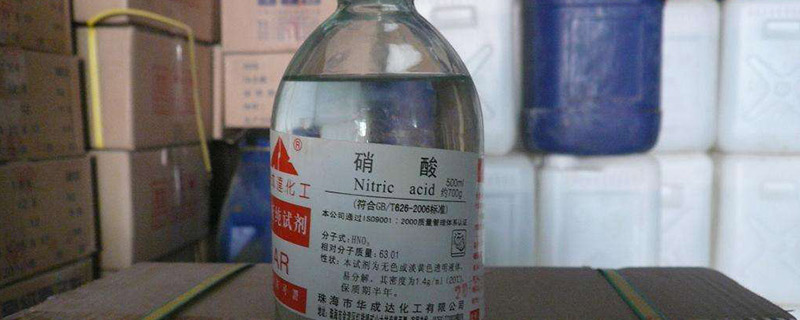 ®
化工
硝 酸
Nitric acid
500ml
约700g
纯试剂
(符合GB/T626-2006标准)
本公司通过ISO9001:2000质量管理体系认证
分子式:HNO₃
相对分子质量:63.01
AR
性状:本试剂为无色或淡黄色透明液体,
易分解,其密度为1.4g/ml(20℃)
保质期半年。
珠海市华成达化工有限公司